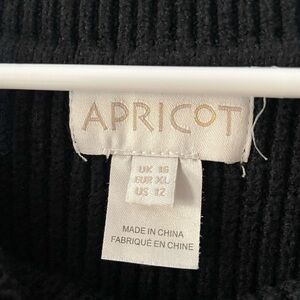 APRICOT
UK 16
EUR XL
US 12
MADE IN CHINA
FABRIQUÉ EN CHINE